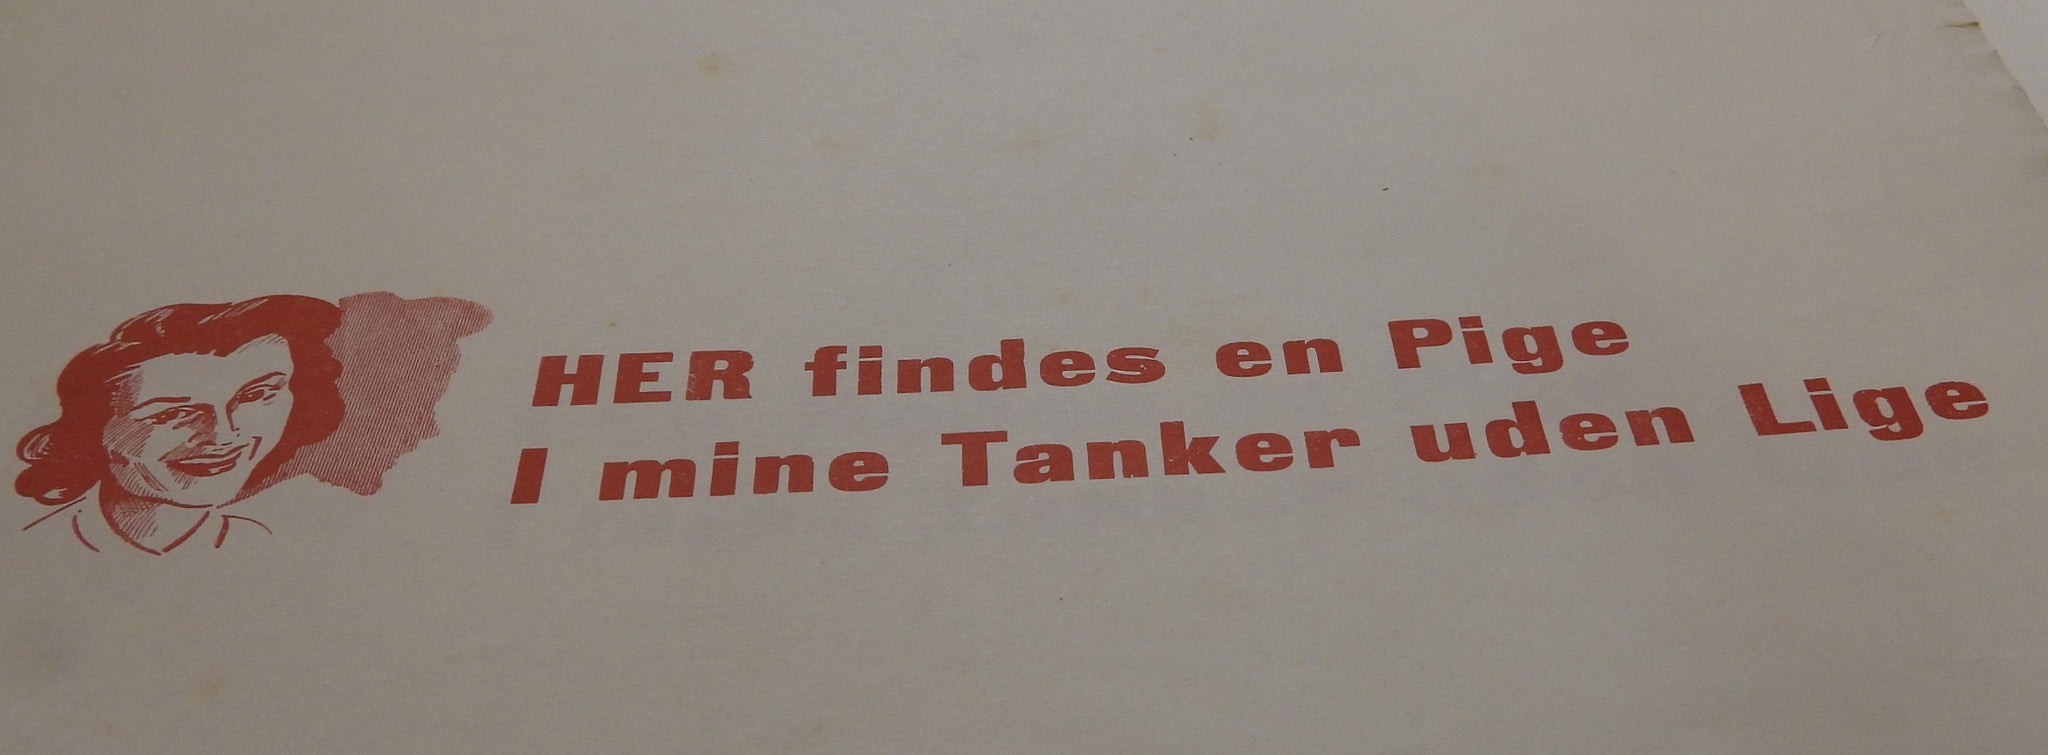 HER findes en Pige
I mine Tanker uden Lige